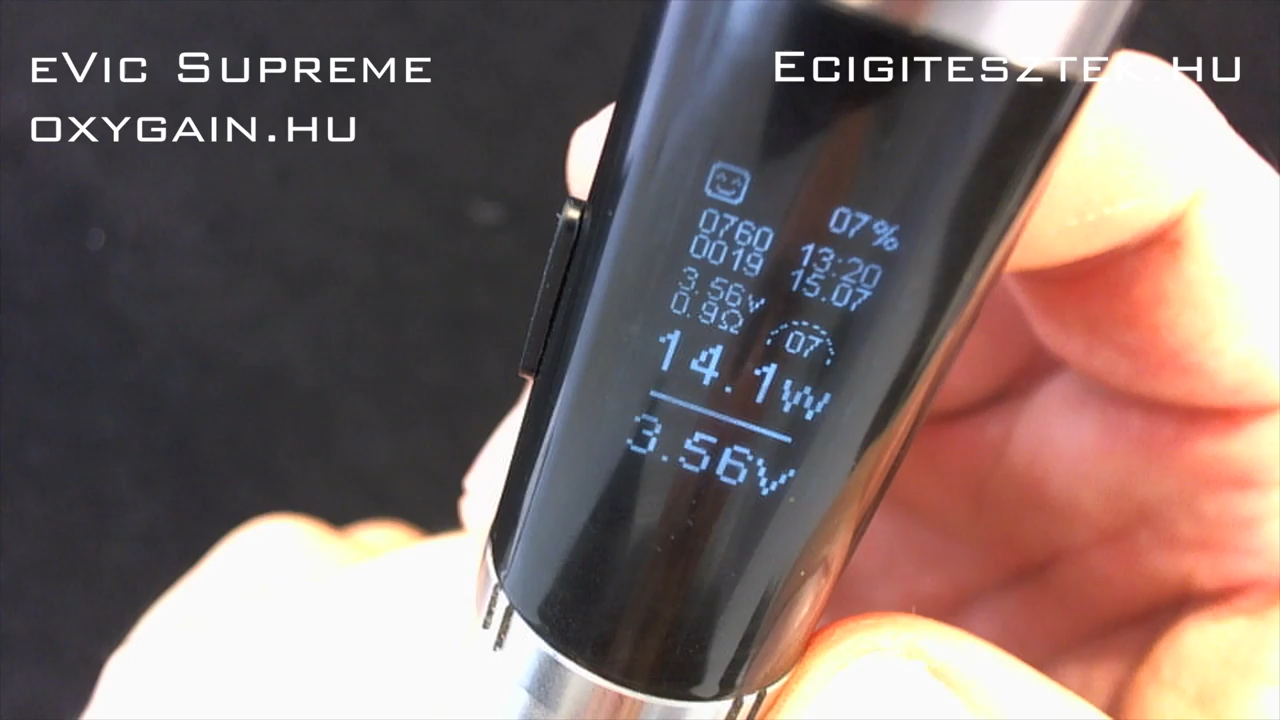 eVic Supreme
oxygain.hu
Ecigitesztek.hu
07%
0760 13:20
0019 15.07
3.56v
0.9Ω 07
14.1w
3.56v